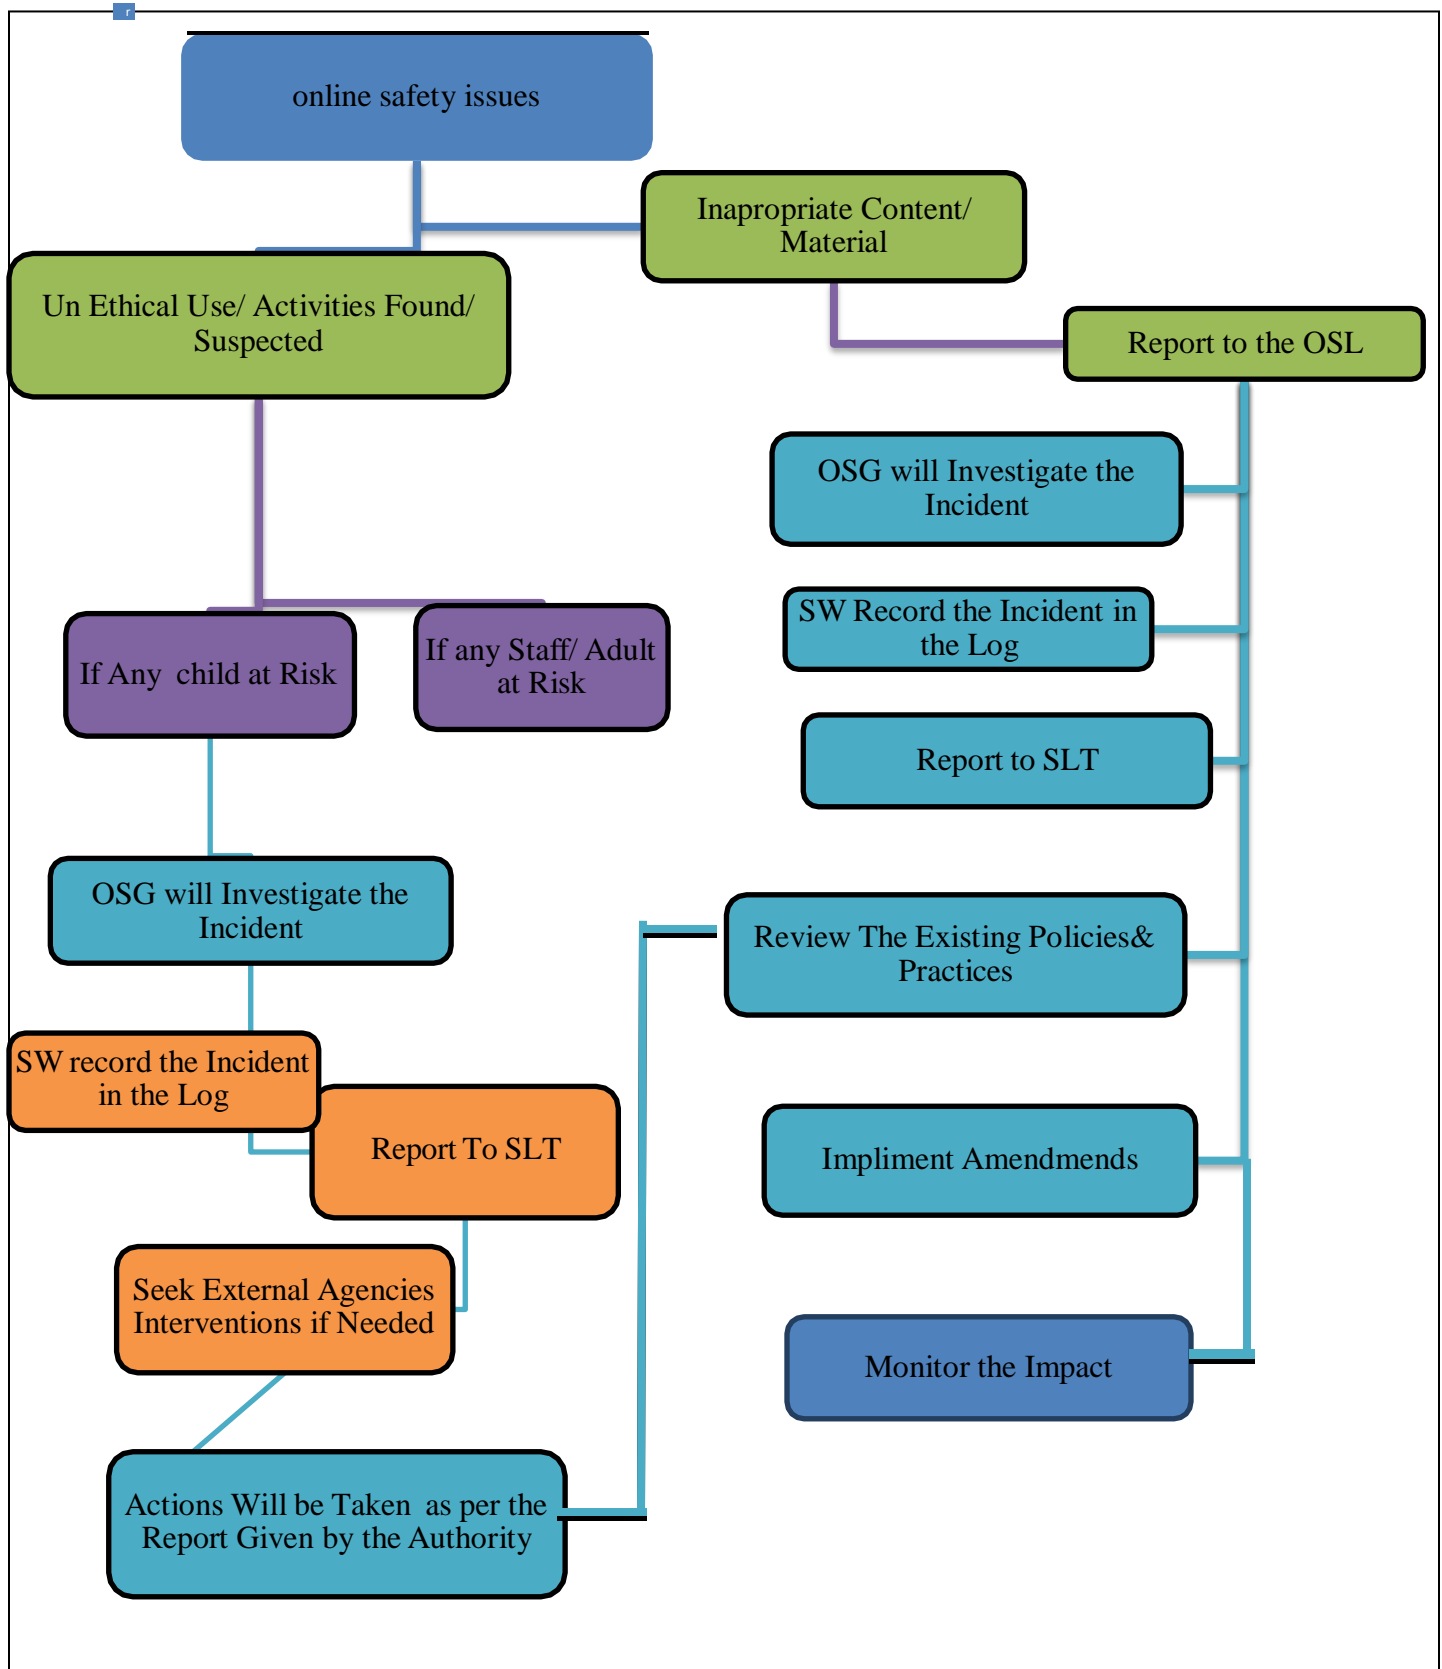 r
online safety issues
Inapropriate Content/
Material
Un Ethical Use/ Activities Found/
Suspected
Report to the OSL
OSG will Investigate the
Incident
SW Record the Incident in
the Log
If Any child at Risk
If any Staff/ Adult
at Risk
Report to SLT
OSG will Investigate the
Incident
Review The Existing Policies&
Practices
SW record the Incident
in the Log
Report To SLT
Impliment Amendmends
Seek External Agencies
Interventions if Needed
Monitor the Impact
Actions Will be Taken as per the
Report Given by the Authority